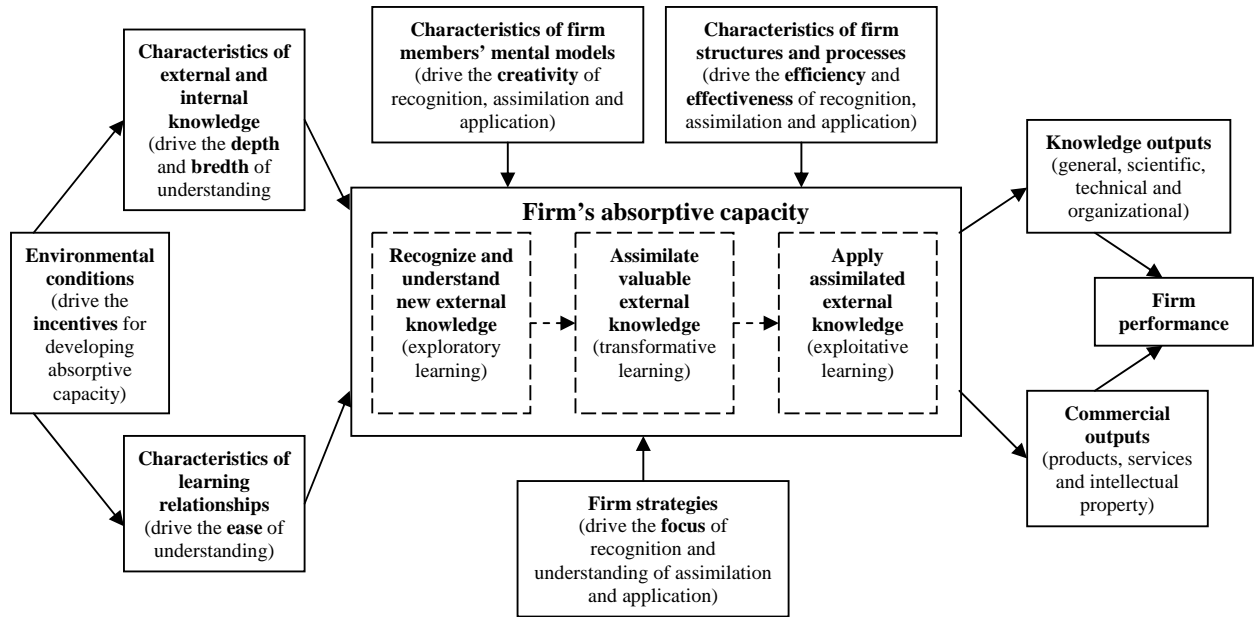 Characteristics of
external and
internal
knowledge
(drive the depth
and bredth of
understanding
Characteristics of firm
members’ mental models
(drive the creativity of
recognition, assimilation and
application)
Characteristics of firm
structures and processes
(drive the efficiency and
effectiveness of recognition,
assimilation and application)
Environmental
conditions
(drive the
incentives for
developing
absorptive
capacity)
Characteristics of
learning
relationships
(drive the ease of
understanding)
Firm’s absorptive capacity
Recognize and
understand
new external
knowledge
(exploratory
learning)
Assimilate
valuable
external
knowledge
(transformative
learning)
Apply
assimilated
external
knowledge
(exploitative
learning)
Firm strategies
(drive the focus of
recognition and
understanding of assimilation
and application)
Knowledge outputs
(general, scientific,
technical and
organizational)
Firm
performance
Commercial
outputs
(products, services
and intellectual
property)